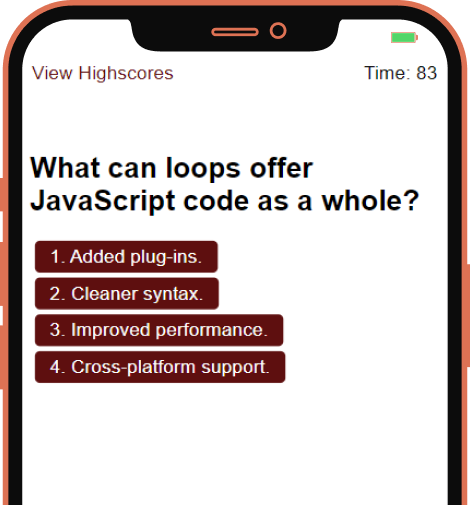 View Highscores
Time: 83
What can loops offer
JavaScript code as a whole?
1. Added plug-ins.
2. Cleaner syntax.
3. Improved performance.
4. Cross-platform support.